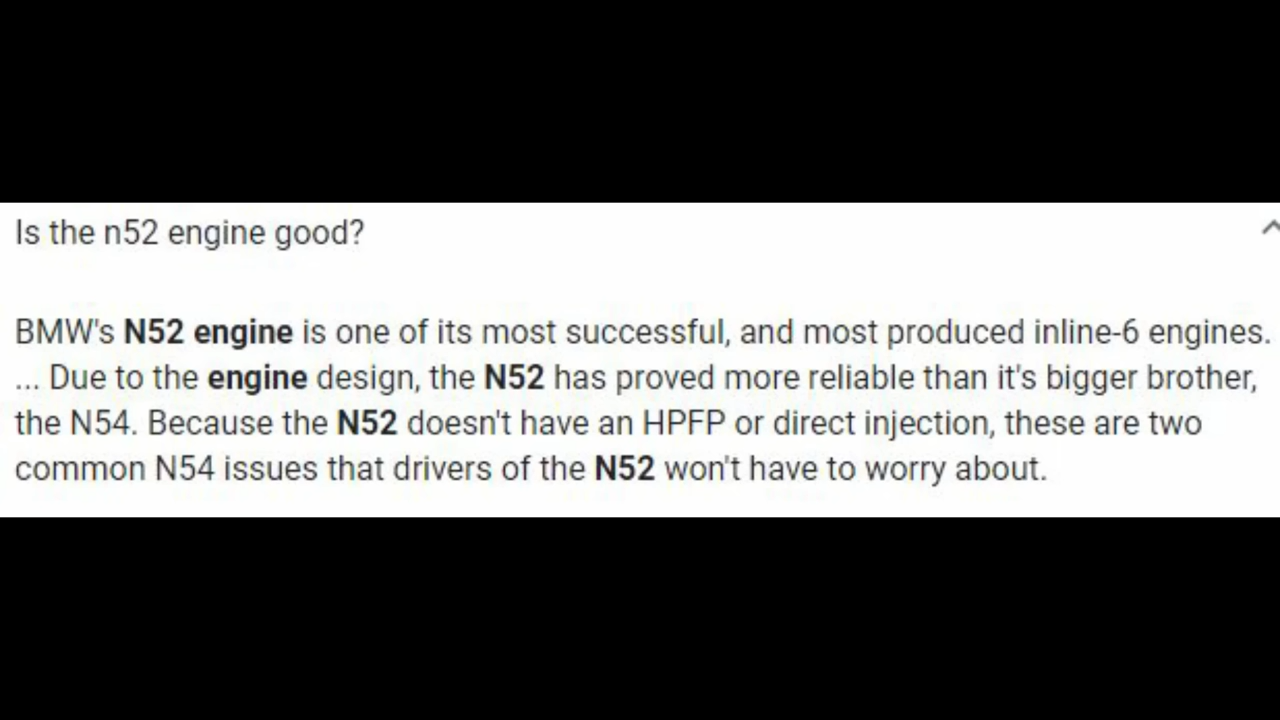 Is the n52 engine good?
BMW's N52 engine is one of its most successful, and most produced inline-6 engines.
... Due to the engine design, the N52 has proved more reliable than it's bigger brother,
the N54. Because the N52 doesn't have an HPFP or direct injection, these are two
common N54 issues that drivers of the N52 won't have to worry about.